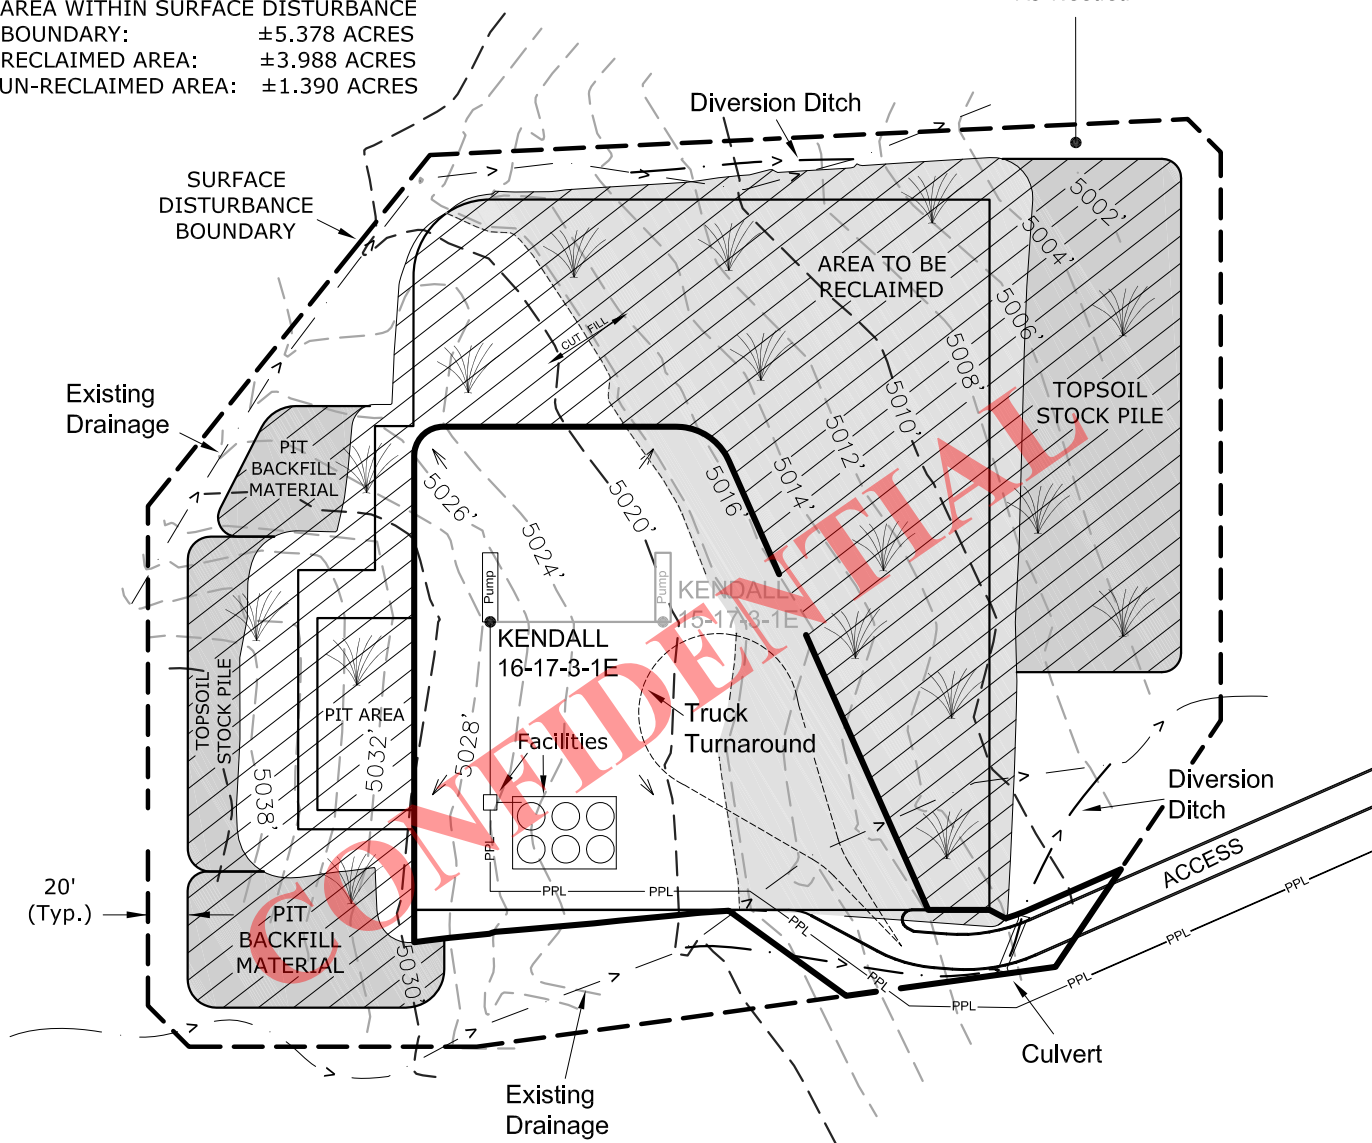 AREA WITHIN SURFACE DISTURBANCE
BOUNDARY: ±5.378 ACRES
RECLAIMED AREA: ±3.988 ACRES
UN-RECLAIMED AREA: ±1.390 ACRES
Diversion Ditch
SURFACE
DISTURBANCE
BOUNDARY
5002'
5004'
5006'
5008'
5010'
5012'
5014'
5016'
5020'
5024'
5026'
AREA TO BE
RECLAIMED
CUT
FILL
TOPSOIL
STOCK PILE
Existing
Drainage
PIT
BACKFILL
MATERIAL
Pump
Pump
KENDALL
15-17-3-1E
KENDALL
16-17-3-1E
TOPSOIL
STOCK PILE
PIT AREA
5028'
5032'
5038'
Truck
Turnaround
Facilities
Diversion
Ditch
ACCESS
PPL
PPL
PPL
PPL
PPL
PPL
PPL
PPL
PPL
20'
(Typ.)
PIT
BACKFILL
MATERIAL
5030'
Culvert
Existing
Drainage
CONFIDENTIAL